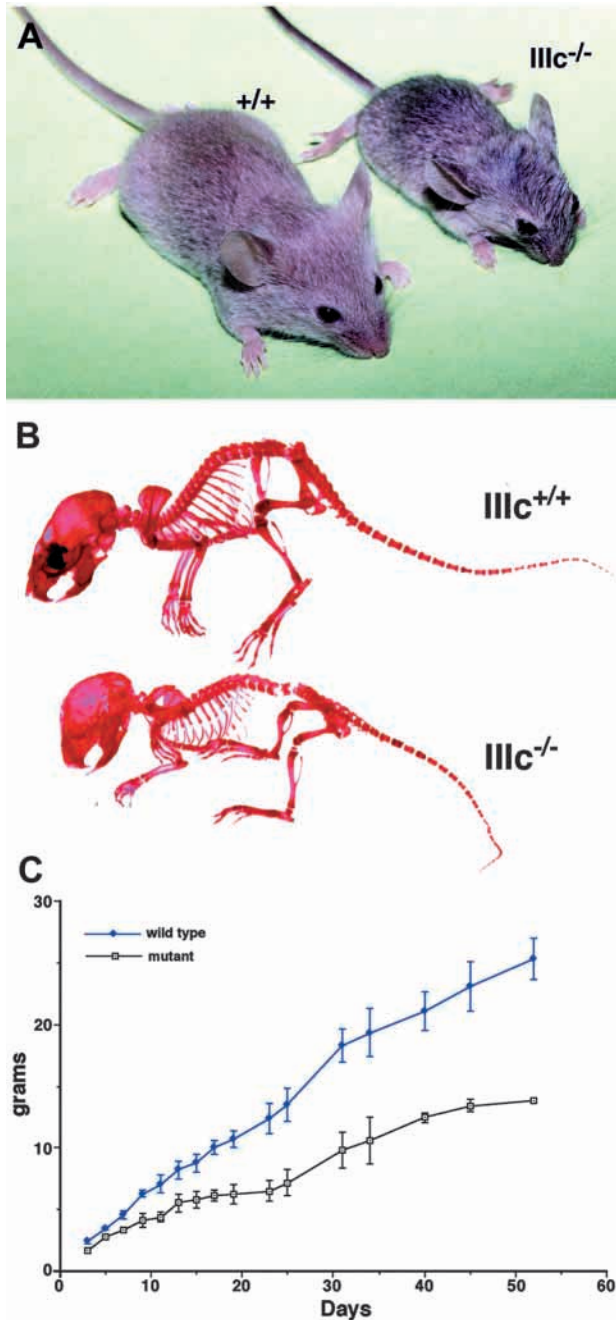 A
IIIc-/-
+/+
B
IIIc+/+
IIIc-/-
C
30
wild type
mutant
20
grams
10
0
0 10 20 30 40 50 60
Days